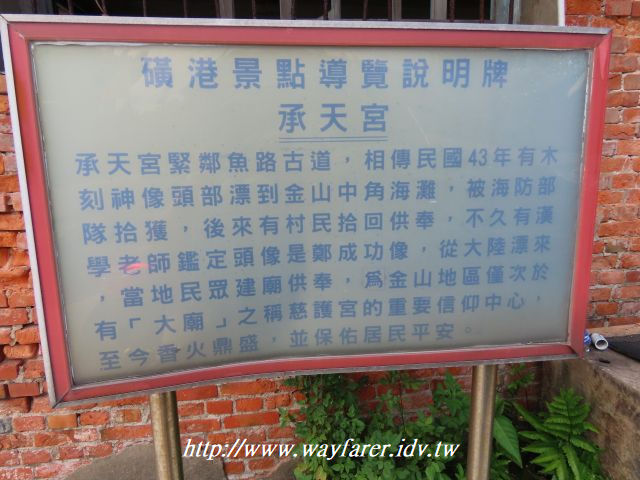 磺港景點導覽說明牌
承天宮
承天宮緊鄰魚路古道，相傳民國43年有木
刻神像頭部漂到金山中角海灘，被海防部
隊拾獲，後來有村民拾回供奉，不久有漢
學老師鑑定頭像是鄭成功像，從大陸漂來
，當地民眾建廟供奉，為金山地區僅次於
有「大廟」之稱慈護宮的重要信仰中心，
至今香火鼎盛，並保佑居民平安。
http://www.wayfarer.idv.tw